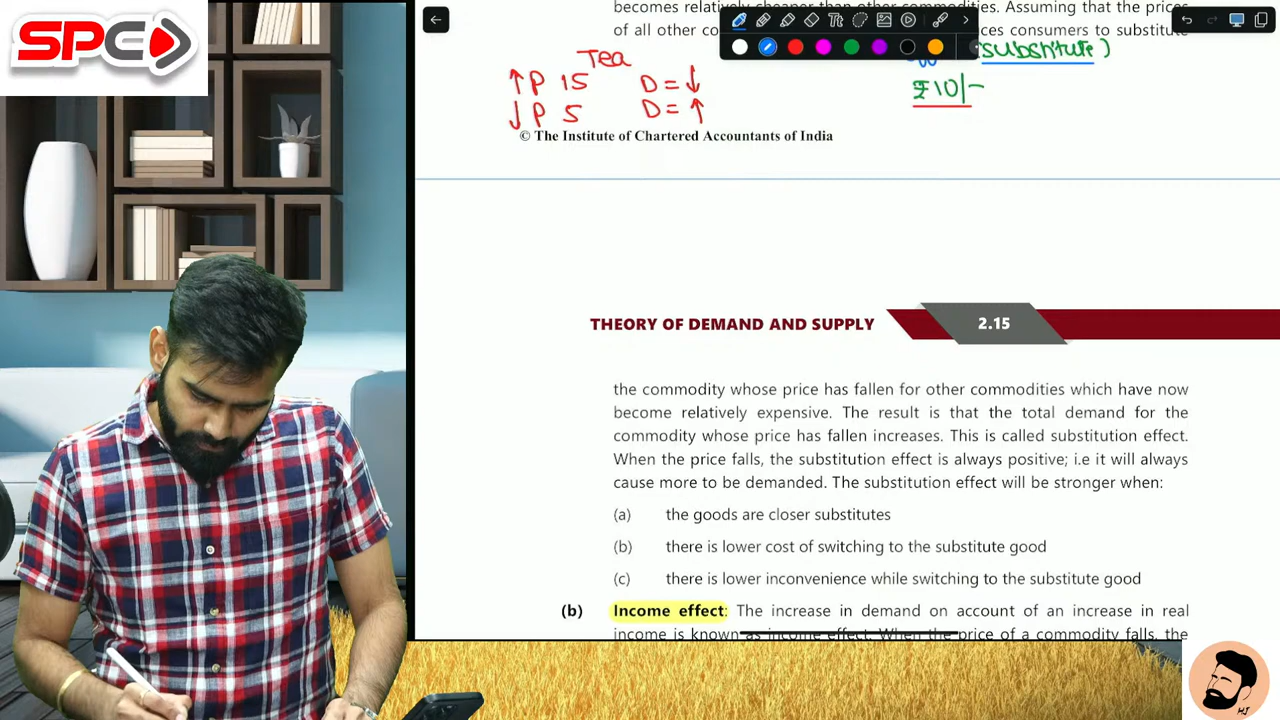 SPC
becomes relatively cheaper than other commodities. Assuming that the prices
of all other co ces consumers to substitute
Tea
(substitute)
↑ P 15 D = ↓
₹10/-
↓ P 5 D = ↑
© The Institute of Chartered Accountants of India
THEORY OF DEMAND AND SUPPLY 2.15
the commodity whose price has fallen for other commodities which have now
become relatively expensive. The result is that the total demand for the
commodity whose price has fallen increases. This is called substitution effect.
When the price falls, the substitution effect is always positive; i.e it will always
cause more to be demanded. The substitution effect will be stronger when:
(a) the goods are closer substitutes
(b) there is lower cost of switching to the substitute good
(c) there is lower inconvenience while switching to the substitute good
(b) Income effect: The increase in demand on account of an increase in real
income is known as income effect. When the price of a commodity falls, the